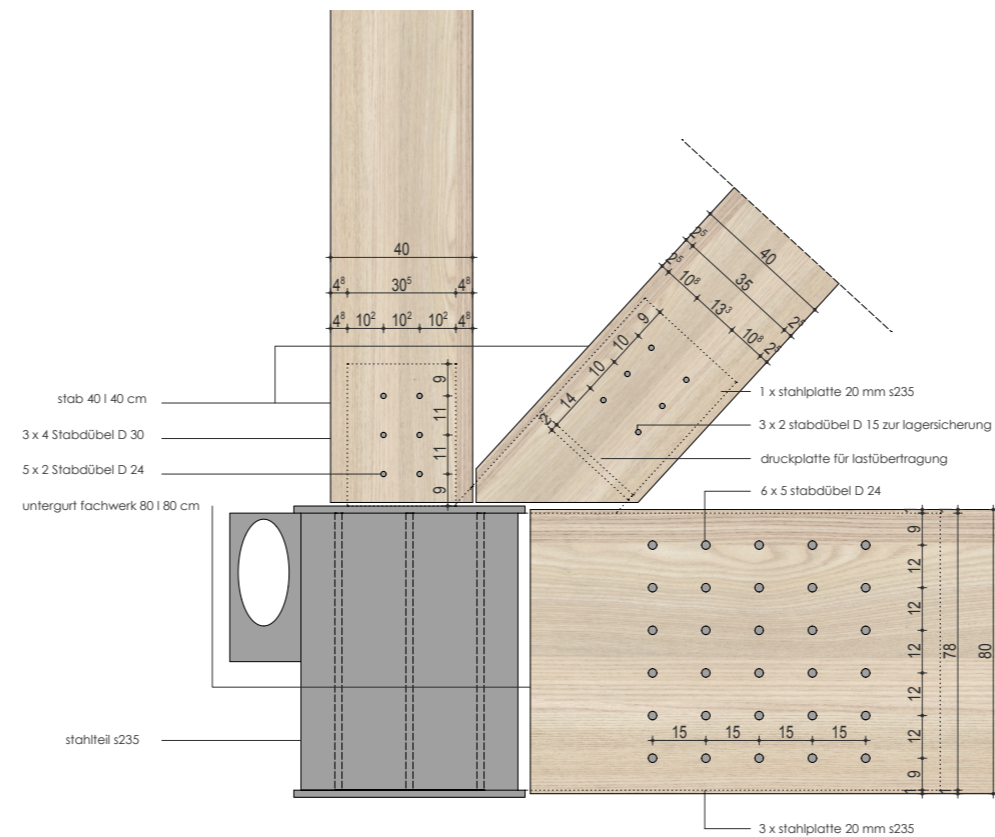 40
4⁸ 30⁵ 4⁸
4⁸ 10² 10² 10² 4⁸
9
11
11
9
stab 40 I 40 cm
3 x 4 Stabdübel D 30
5 x 2 Stabdübel D 24
untergurt fachwerk 80 I 80 cm
stahlteil s235
2⁵ 40
2⁵ 35 2⁵
10⁸ 13³ 10⁸ 2⁵
9
10
10
14
2
1 x stahlplatte 20 mm s235
3 x 2 stabdübel D 15 zur lagersicherung
druckplatte für lastübertragung
6 x 5 stabdübel D 24
9
12
12
12
12
12
9
1
78
1
80
15 15 15 15
3 x stahlplatte 20 mm s235